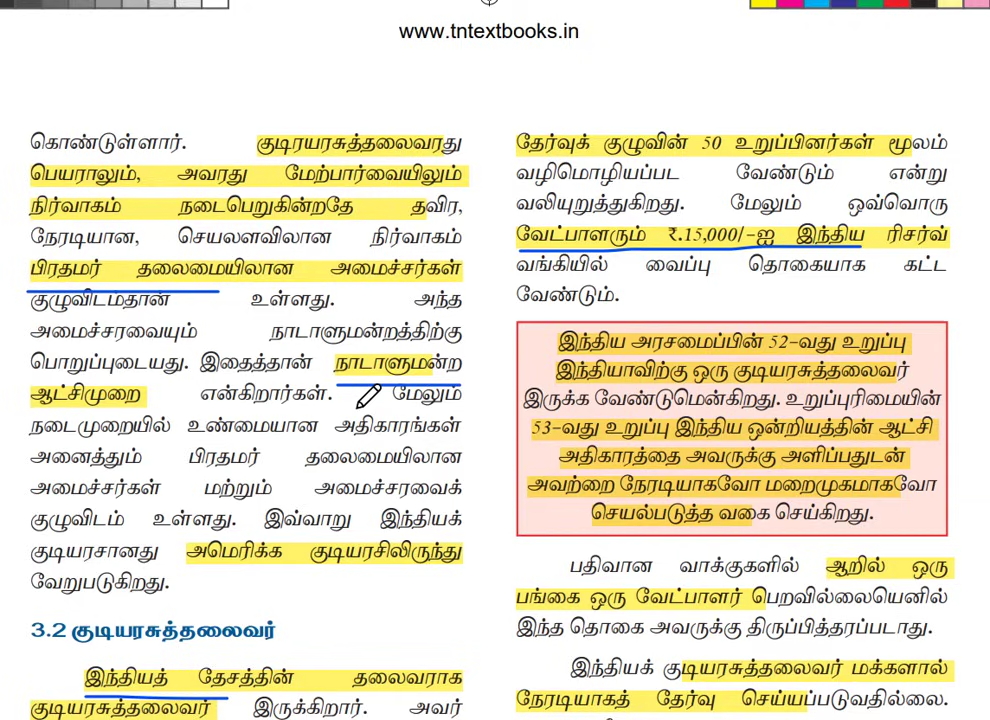 www.tntextbooks.in
கொண்டுள்ளார். குடிரயரசுத்தலைவரது
பெயராலும், அவரது மேற்பார்வையிலும்
நிர்வாகம் நடைபெறுகின்றதே தவிர,
நேரடியான, செயலளவிலான நிர்வாகம்
பிரதமர் தலைமையிலான அமைச்சர்கள்
குழுவிடம்தான் உள்ளது. அந்த
அமைச்சரவையும் நாடாளுமன்றத்திற்கு
பொறுப்புடையது. இதைத்தான் நாடாளுமன்ற
ஆட்சிமுறை என்கிறார்கள். மேலும்
நடைமுறையில் உண்மையான அதிகாரங்கள்
அனைத்தும் பிரதமர் தலைமையிலான
அமைச்சர்கள் மற்றும் அமைச்சரவைக்
குழுவிடம் உள்ளது. இவ்வாறு இந்தியக்
குடியரசானது அமெரிக்க குடியரசிலிருந்து
வேறுபடுகிறது.
3.2 குடியரசுத்தலைவர்
இந்தியத் தேசத்தின் தலைவராக
குடியரசுத்தலைவர் இருக்கிறார். அவர்
தேர்வுக் குழுவின் 50 உறுப்பினர்கள் மூலம்
வழிமொழியப்பட வேண்டும் என்று
வலியுறுத்துகிறது. மேலும் ஒவ்வொரு
வேட்பாளரும் ₹.15,000/-ஐ இந்திய ரிசர்வ்
வங்கியில் வைப்பு தொகையாக கட்ட
வேண்டும்.
இந்திய அரசமைப்பின் 52-வது உறுப்பு
இந்தியாவிற்கு ஒரு குடியரசுத்தலைவர்
இருக்க வேண்டுமென்கிறது. உறுப்புரிமையின்
53-வது உறுப்பு இந்திய ஒன்றியத்தின் ஆட்சி
அதிகாரத்தை அவருக்கு அளிப்பதுடன்
அவற்றை நேரடியாகவோ மறைமுகமாகவோ
செயல்படுத்த வகை செய்கிறது.
பதிவான வாக்குகளில் ஆறில் ஒரு
பங்கை ஒரு வேட்பாளர் பெறவில்லையெனில்
இந்த தொகை அவருக்கு திருப்பித்தரப்படாது.
இந்தியக் குடியரசுத்தலைவர் மக்களால்
நேரடியாகத் தேர்வு செய்யப்படுவதில்லை.